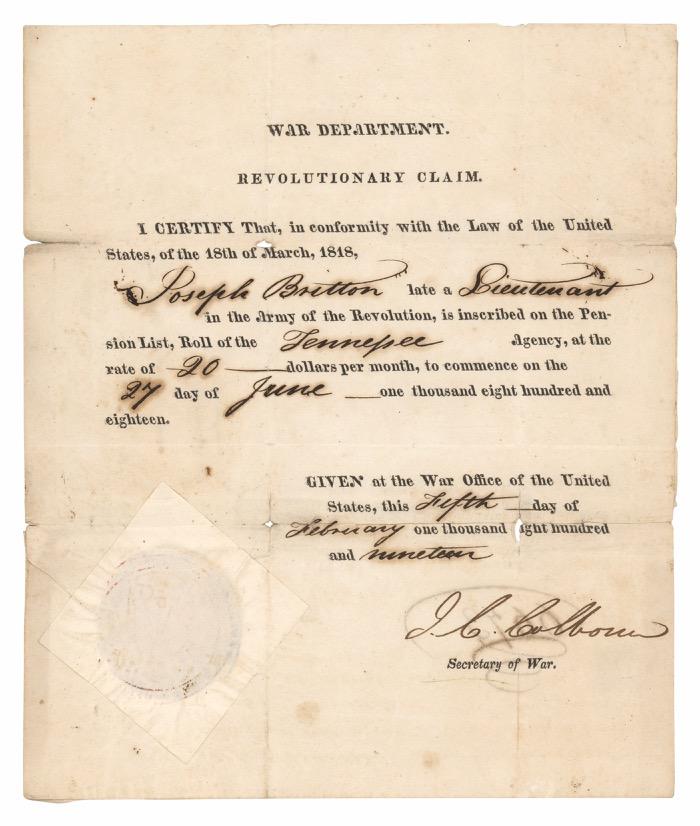 WAR DEPARTMENT.
REVOLUTIONARY CLAIM.
I CERTIFY That, in conformity with the Law of the United
States, of the 18th of March, 1818,
Joseph Britton late a Lieutenant
in the Army of the Revolution, is inscribed on the Pen-
sion List, Roll of the Tennessee Agency, at the
rate of 20 dollars per month, to commence on the
27 day of June one thousand eight hundred and
eighteen.
GIVEN at the War Office of the United
States, this Fifth day of
February one thousand eight hundred
and nineteen
J. C. Calhoun
Secretary of War.